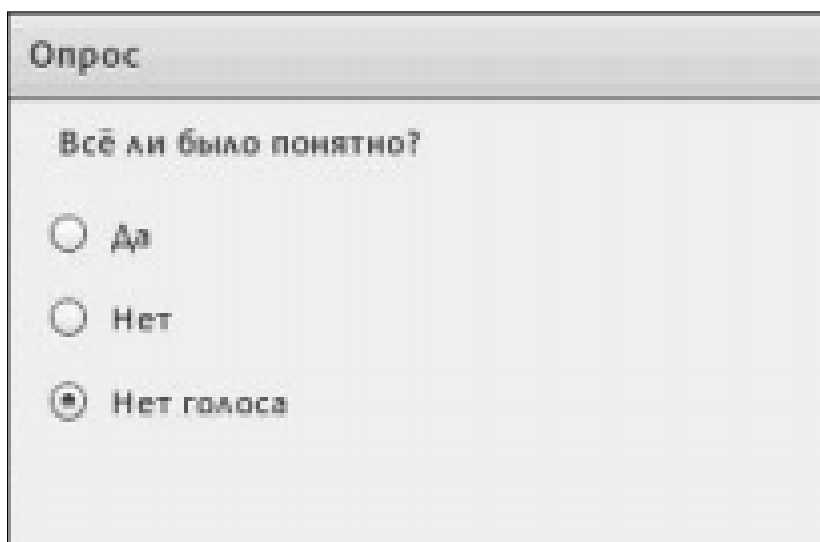 Опрос
Всё ли было понятно?
Да
Нет
Нет голоса